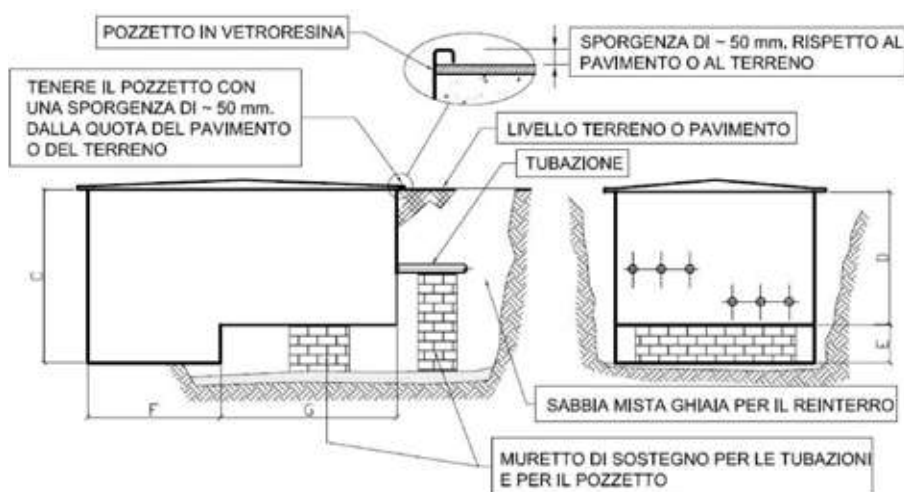 POZZETTO IN VETRORESINA
SPORGENZA DI ~ 50 mm. RISPETTO AL
PAVIMENTO O AL TERRENO
TENERE IL POZZETTO CON
UNA SPORGENZA DI ~ 50 mm.
DALLA QUOTA DEL PAVIMENTO
O DEL TERRENO
LIVELLO TERRENO O PAVIMENTO
TUBAZIONE
C
D
E
F
G
SABBIA MISTA GHIAIA PER IL REINTERRO
MURETTO DI SOSTEGNO PER LE TUBAZIONI
E PER IL POZZETTO